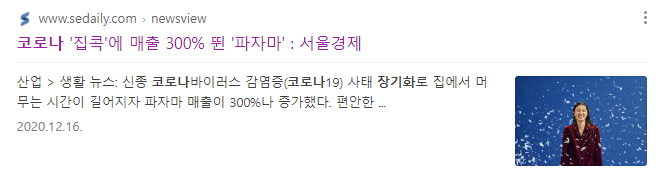 www.sedaily.com › newsview
코로나 '집콕'에 매출 300% 뛴 '파자마' : 서울경제
산업 > 생활 뉴스: 신종 코로나바이러스 감염증(코로나19) 사태 장기화로 집에서 머
무는 시간이 길어지자 파자마 매출이 300%나 증가했다. 편안한 ...
2020.12.16.